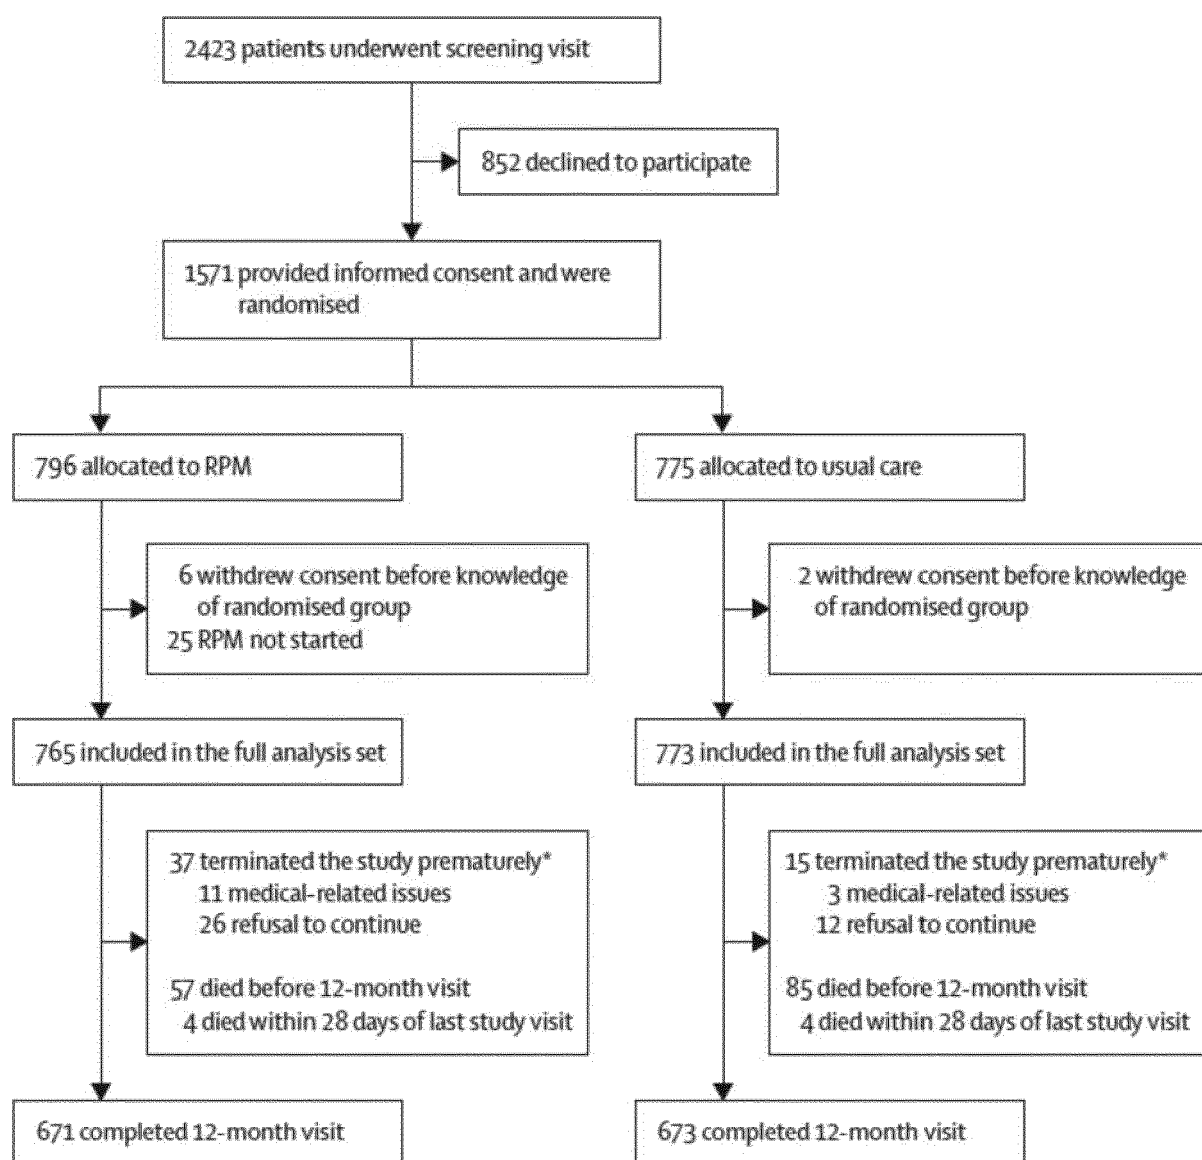 2423 patients underwent screening visit
852 declined to participate
1571 provided informed consent and were
randomised
796 allocated to RPM
775 allocated to usual care
6 withdrew consent before knowledge
of randomised group
25 RPM not started
2 withdrew consent before knowledge
of randomised group
765 included in the full analysis set
773 included in the full analysis set
37 terminated the study prematurely*
11 medical-related issues
26 refusal to continue
57 died before 12-month visit
4 died within 28 days of last study visit
15 terminated the study prematurely*
3 medical-related issues
12 refusal to continue
85 died before 12-month visit
4 died within 28 days of last study visit
671 completed 12-month visit
673 completed 12-month visit